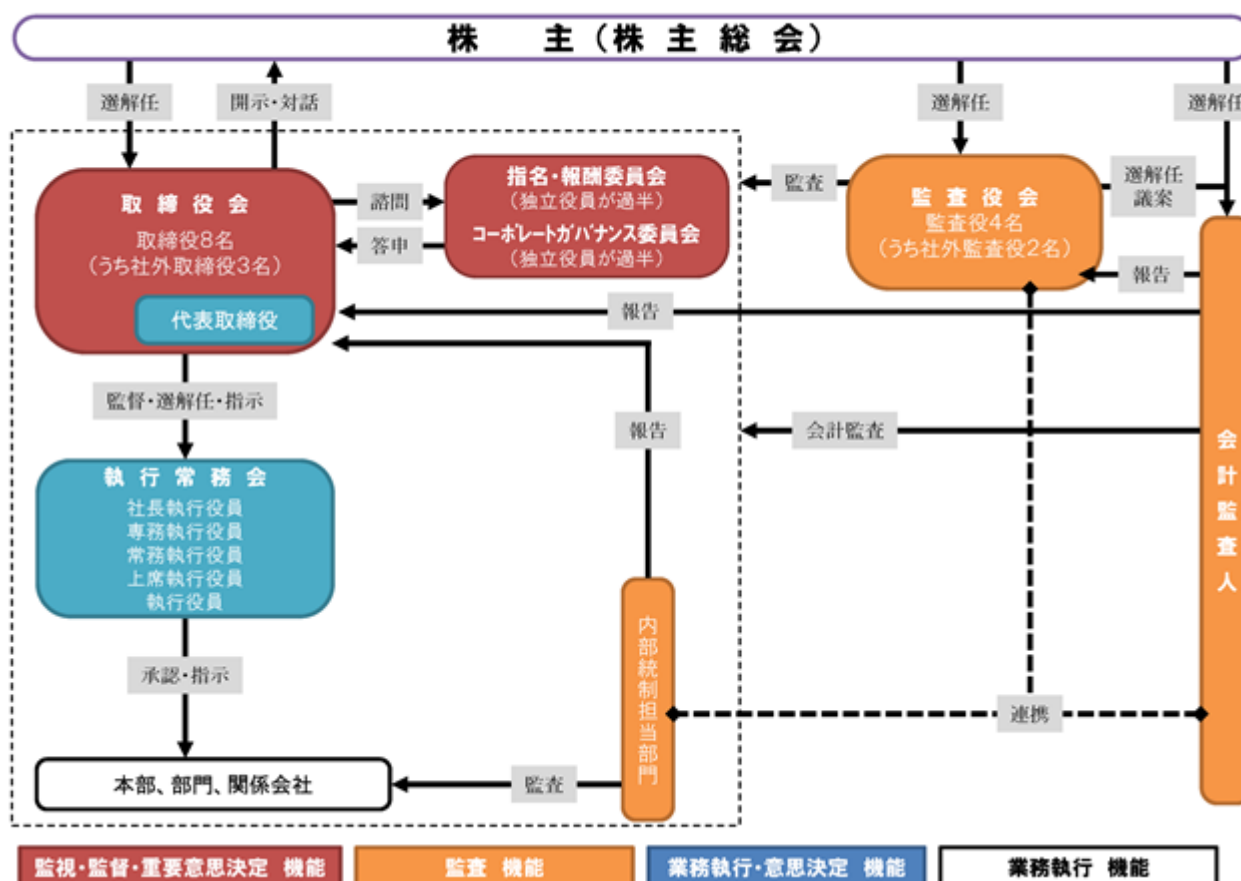 株 主(株 主 総 会)
選解任
開示・対話
選解任
選解任
取 締 役 会
取締役8名
(うち社外取締役3名)
代表取締役
諮問
答申
指名・報酬委員会
(独立役員が過半)
コーポレートガバナンス委員会
(独立役員が過半)
監査
監 査 役 会
監査役4名
(うち社外監査役2名)
選解任
議案
報告
報告
監督・選解任・指示
報告
会計監査
会計監査人
執 行 常 務 会
社長執行役員
専務執行役員
常務執行役員
上席執行役員
執行役員
承認・指示
内部統制担当部門
連携
本部、部門、関係会社
監査
監視・監督・重要意思決定 機能
監査 機能
業務執行・意思決定 機能
業務執行 機能